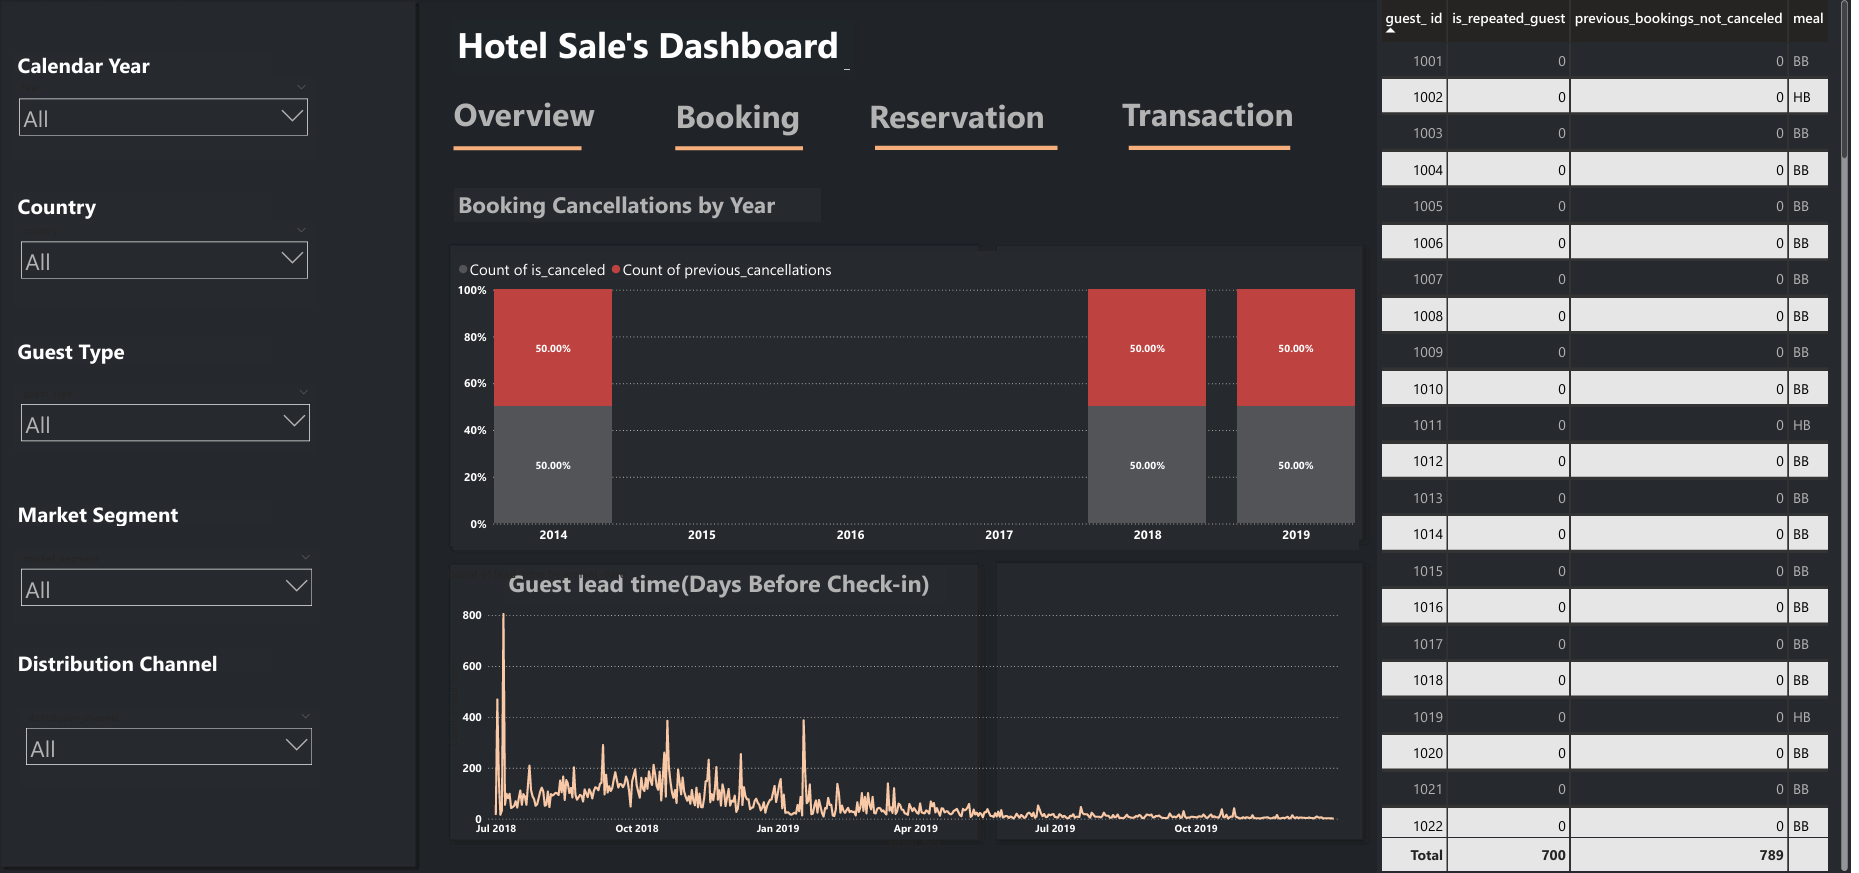 Calendar Year
All
Country
All
Guest Type
All
Market Segment
All
Distribution Channel
All
Hotel Sale's Dashboard _
Overview Booking Reservation Transaction
Booking Cancellations by Year
Count of is_canceled Count of previous_cancellations
100%
80%
60%
40%
20%
0%
50.00% 50.00% 50.00%
50.00% 50.00% 50.00%
2014 2015 2016 2017 2018 2019
Guest lead time(Days Before Check-in)
800
600
400
200
0
Jul 2018 Oct 2018 Jan 2019 Apr 2019 Jul 2019 Oct 2019
guest_ id is_repeated_guest previous_bookings_not_canceled meal
1001 0 0 BB
1002 0 0 HB
1003 0 0 BB
1004 0 0 BB
1005 0 0 BB
1006 0 0 BB
1007 0 0 BB
1008 0 0 BB
1009 0 0 BB
1010 0 0 BB
1011 0 0 HB
1012 0 0 BB
1013 0 0 BB
1014 0 0 BB
1015 0 0 BB
1016 0 0 BB
1017 0 0 BB
1018 0 0 BB
1019 0 0 HB
1020 0 0 BB
1021 0 0 BB
1022 0 0 BB
Total 700 789